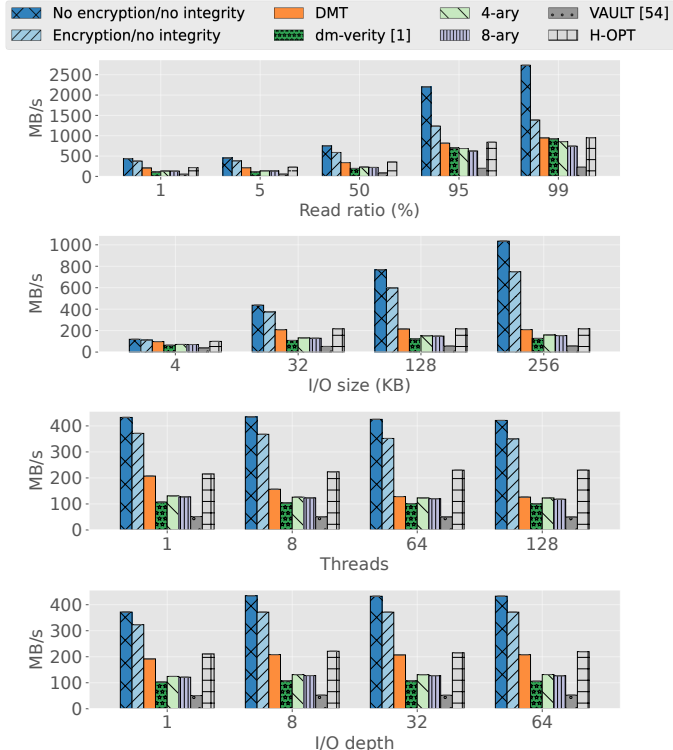 No encryption/no integrity DMT 4-ary VAULT [54]
Encryption/no integrity dm-verity [1] 8-ary H-OPT
2500
2000
1500
1000
500
0
MB/s
1 5 50 95 99
Read ratio (%)
1000
800
600
400
200
0
MB/s
4 32 128 256
I/O size (KB)
400
300
200
100
0
MB/s
1 8 64 128
Threads
400
300
200
100
0
MB/s
1 8 32 64
I/O depth